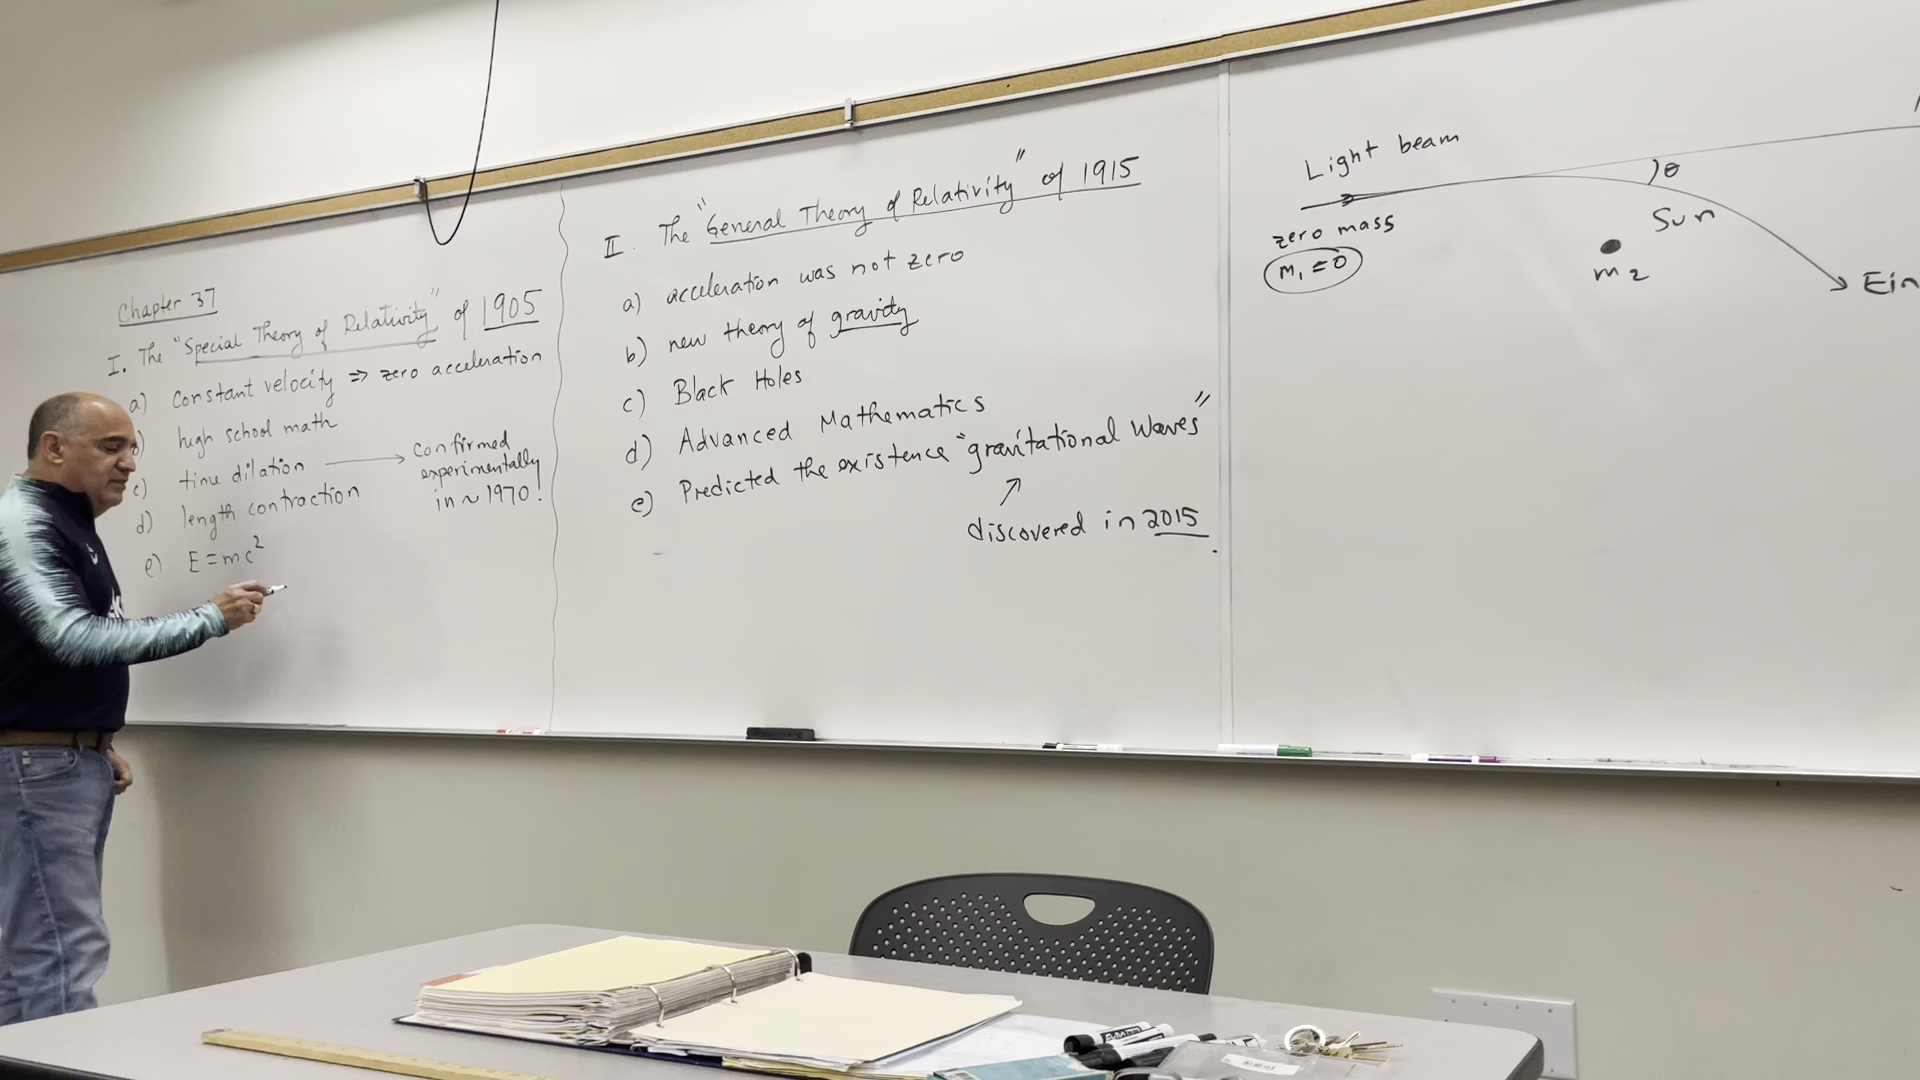 Chapter 37
I. The "Special Theory of Relativity" of 1905
a) constant velocity => zero acceleration
) high school math
c) time dilation → confirmed
experimentally
in ~ 1970!
d) length contraction
e) E = mc²
II. The "General Theory of Relativity" of 1915
a) acceleration was not zero
b) new theory of gravity
c) Black Holes
d) Advanced Mathematics
e) Predicted the existence "gravitational waves"
discovered in 2015
Light beam
zero mass
m₁ = 0
θ
Sun
m₂
Ein